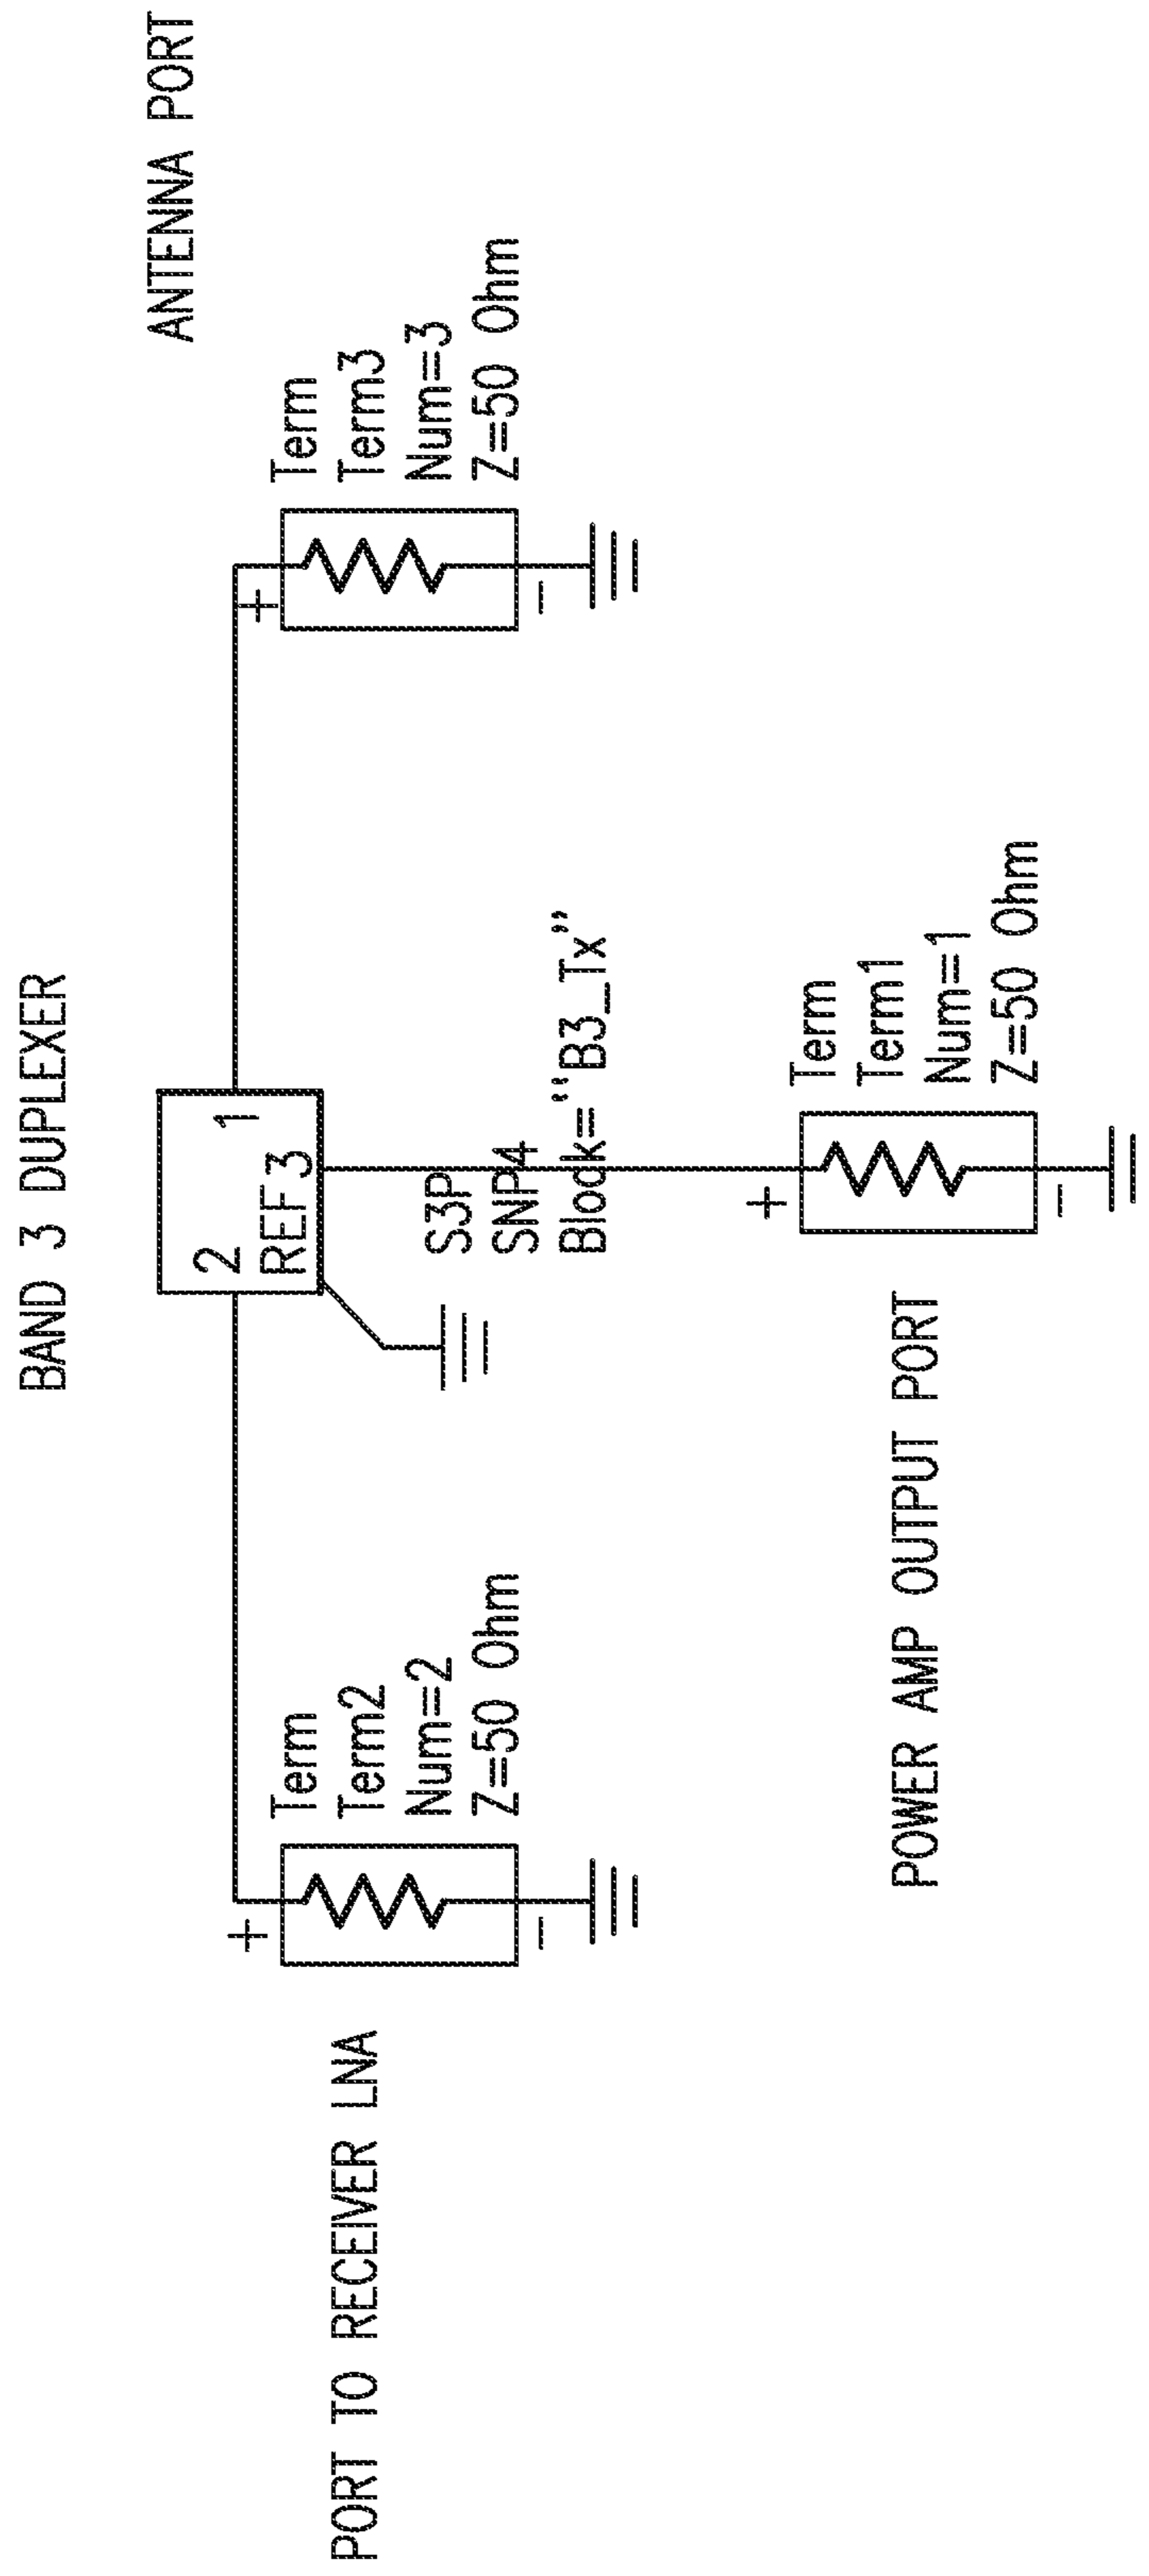 BAND 3 DUPLEXER
ANTENNA PORT
2
1
REF 3
S3P
SNP4
Block="B3_Tx"
PORT TO RECEIVER LNA
+
Term
Term2
Num=2
Z=50 Ohm
−
+
Term
Term3
Num=3
Z=50 Ohm
−
POWER AMP OUTPUT PORT
+
Term
Term1
Num=1
Z=50 Ohm
−